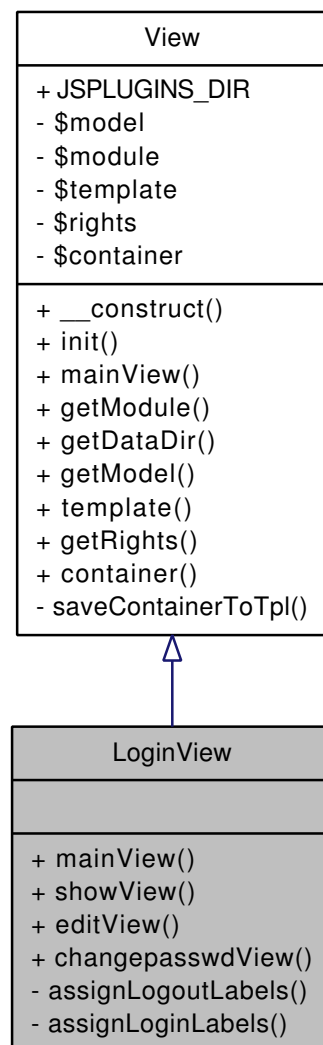 View
+ JSPLUGINS_DIR
- $model
- $module
- $template
- $rights
- $container
+ __construct()
+ init()
+ mainView()
+ getModule()
+ getDataDir()
+ getModel()
+ template()
+ getRights()
+ container()
- saveContainerToTpl()
LoginView
+ mainView()
+ showView()
+ editView()
+ changepasswdView()
- assignLogoutLabels()
- assignLoginLabels()